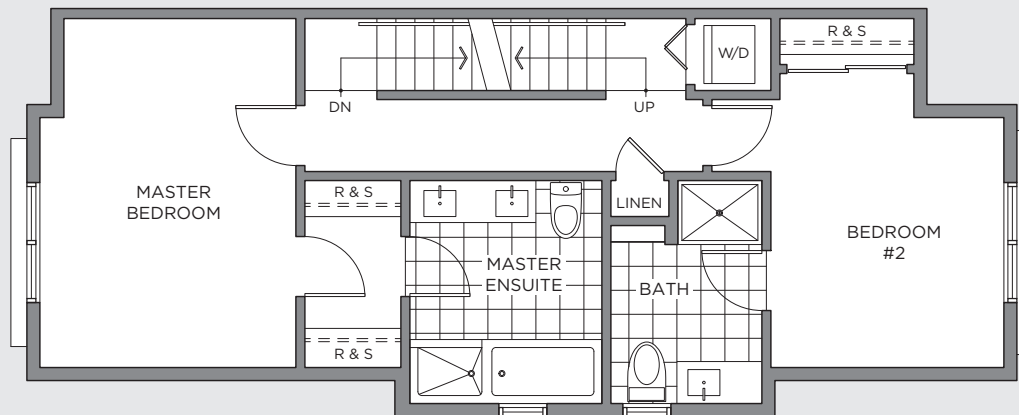 R & S
W/D
DN
UP
MASTER
BEDROOM
R & S
LINEN
BEDROOM
#2
MASTER
ENSUITE
BATH
R & S